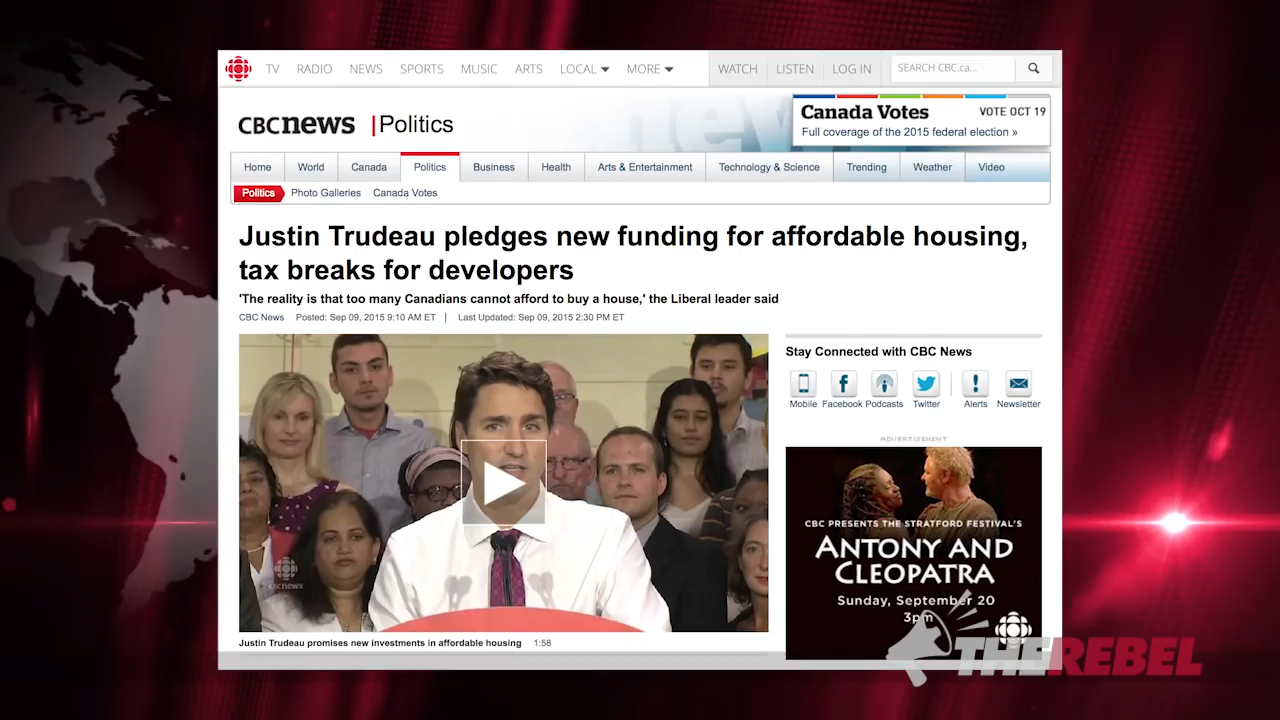 TV RADIO NEWS SPORTS MUSIC ARTS LOCAL MORE WATCH LISTEN LOG IN SEARCH CBC.ca...
CBCnews | Politics
Canada Votes VOTE OCT 19
Full coverage of the 2015 federal election »
Home World Canada Politics Business Health Arts & Entertainment Technology & Science Trending Weather Video
Politics Photo Galleries Canada Votes
Justin Trudeau pledges new funding for affordable housing,
tax breaks for developers
'The reality is that too many Canadians cannot afford to buy a house,' the Liberal leader said
CBC News Posted: Sep 09, 2015 9:10 AM ET | Last Updated: Sep 09, 2015 2:30 PM ET
Stay Connected with CBC News
Mobile Facebook Podcasts Twitter Alerts Newsletter
ADVERTISEMENT
CBC PRESENTS THE STRATFORD FESTIVAL'S
ANTONY AND
CLEOPATRA
Sunday, September 20
3pm
cbcnews
Justin Trudeau promises new investments in affordable housing 1:58
THEREBEL